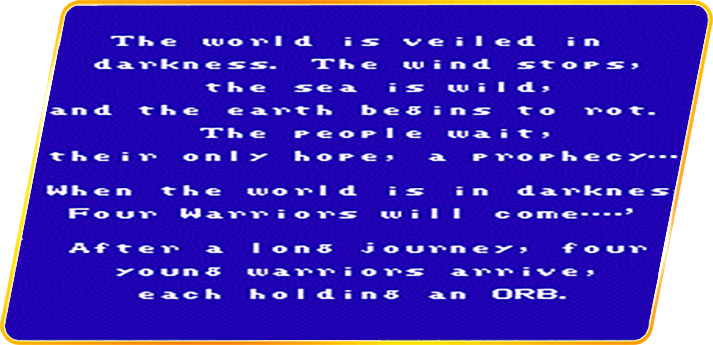 The world is veiled in
darkness. The wind stops,
the sea is wild,
and the earth begins to rot.
The people wait,
their only hope, a prophecy....
When the world is in darknes
Four Warriors will come....'
After a long journey, four
young warriors arrive,
each holding an ORB.